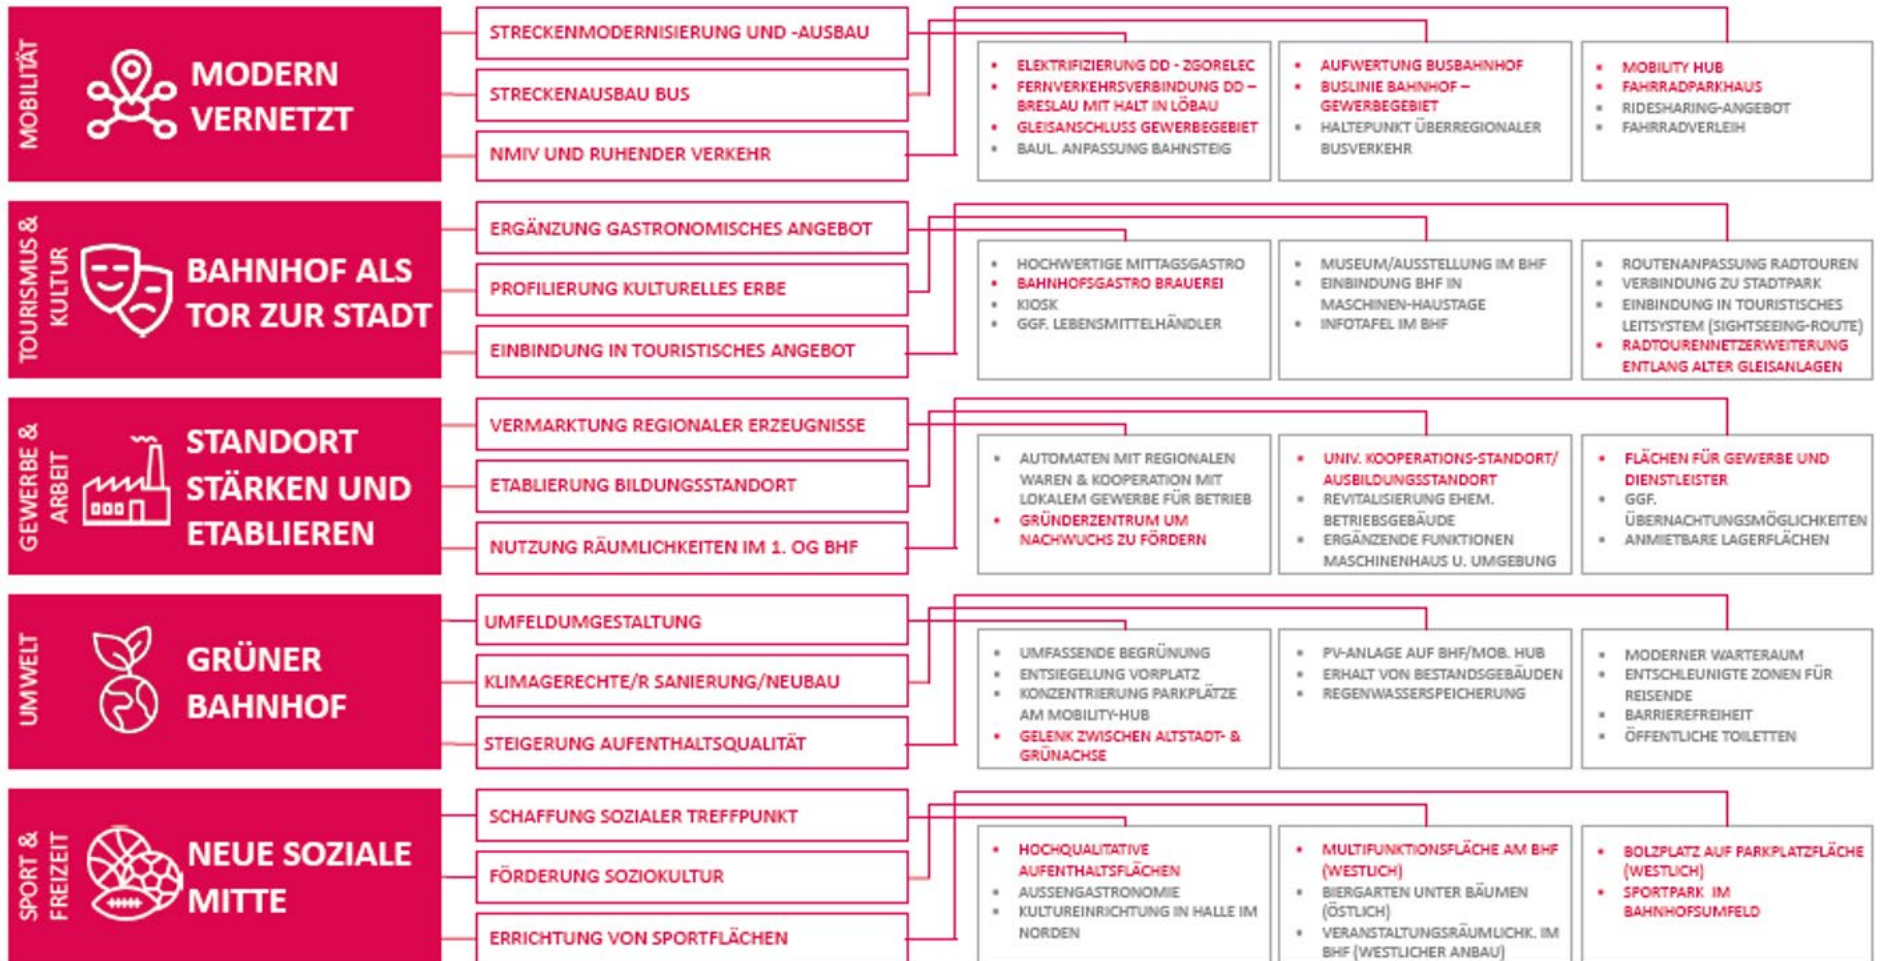 MOBILITÄT
MODERN
VERNETZT
STRECKENMODERNISIERUNG UND -AUSBAU
STRECKENAUSBAU BUS
NMIV UND RUHENDER VERKEHR
ELEKTRIFIZIERUNG DD - ZGORELEC
FERNVERKEHRSVERBINDUNG DD –
BRESLAU MIT HALT IN LÖBAU
GLEISANSCHLUSS GEWERBEGEBIET
BAUL. ANPASSUNG BAHNSTEIG
AUFWERTUNG BUSBAHNHOF
BUSLINIE BAHNHOF –
GEWERBEGEBIET
HALTEPUNKT ÜBERREGIONALER
BUSVERKEHR
MOBILITY HUB
FAHRRADPARKHAUS
RIDESHARING-ANGEBOT
FAHRRADVERLEIH
TOURISMUS &
KULTUR
BAHNHOF ALS
TOR ZUR STADT
ERGÄNZUNG GASTRONOMISCHES ANGEBOT
PROFILIERUNG KULTURELLES ERBE
EINBINDUNG IN TOURISTISCHES ANGEBOT
HOCHWERTIGE MITTAGSGASTRO
BAHNHOFSGASTRO BRAUEREI
KIOSK
GGF. LEBENSMITTELHÄNDLER
MUSEUM/AUSSTELLUNG IM BHF
EINBINDUNG BHF IN
MASCHINEN-HAUSTAGE
INFOTAFEL IM BHF
ROUTENANPASSUNG RADTOUREN
VERBINDUNG ZU STADTPARK
EINBINDUNG IN TOURISTISCHES
LEITSYSTEM (SIGHTSEEING-ROUTE)
RADTOURENNETZERWEITERUNG
ENTLANG ALTER GLEISANLAGEN
GEWERBE &
ARBEIT
STANDORT
STÄRKEN UND
ETABLIEREN
VERMARKTUNG REGIONALER ERZEUGNISSE
ETABLIERUNG BILDUNGSSTANDORT
NUTZUNG RÄUMLICHKEITEN IM 1. OG BHF
AUTOMATEN MIT REGIONALEN
WAREN & KOOPERATION MIT
LOKALEM GEWERBE FÜR BETRIEB
GRÜNDERZENTRUM UM
NACHWUCHS ZU FÖRDERN
UNIV. KOOPERATIONS-STANDORT/
AUSBILDUNGSSTANDORT
REVITALISIERUNG EHEM.
BETRIEBSGEBÄUDE
ERGÄNZENDE FUNKTIONEN
MASCHINENHAUS U. UMGEBUNG
FLÄCHEN FÜR GEWERBE UND
DIENSTLEISTER
GGF.
ÜBERNACHTUNGSMÖGLICHKEITEN
ANMIETBARE LAGERFLÄCHEN
UMWELT
GRÜNER
BAHNHOF
UMFELDUMGESTALTUNG
KLIMAGERECHTE/R SANIERUNG/NEUBAU
STEIGERUNG AUFENTHALTSQUALITÄT
UMFASSENDE BEGRÜNUNG
ENTSIEGELUNG VORPLATZ
KONZENTRIERUNG PARKPLÄTZE
AM MOBILITY-HUB
GELENK ZWISCHEN ALTSTADT- &
GRÜNACHSE
PV-ANLAGE AUF BHF/MOB. HUB
ERHALT VON BESTANDSGEBÄUDEN
REGENWASSERSPEICHERUNG
MODERNER WARTERAUM
ENTSCHLEUNIGTE ZONEN FÜR
REISENDE
BARRIEREFREIHEIT
ÖFFENTLICHE TOILETTEN
SPORT &
FREIZEIT
NEUE SOZIALE
MITTE
SCHAFFUNG SOZIALER TREFFPUNKT
FÖRDERUNG SOZIOKULTUR
ERRICHTUNG VON SPORTFLÄCHEN
HOCHQUALITATIVE
AUFENTHALTSFLÄCHEN
AUSSENGASTRONOMIE
KULTUREINRICHTUNG IN HALLE IM
NORDEN
MULTIFUNKTIONSFLÄCHE AM BHF
(WESTLICH)
BIERGARTEN UNTER BÄUMEN
(ÖSTLICH)
VERANSTALTUNGSRÄUMLICHK. IM
BHF (WESTLICHER ANBAU)
BOLZPLATZ AUF PARKPLATZFLÄCHE
(WESTLICH)
SPORTPARK IM
BAHNHOFSUMFELD